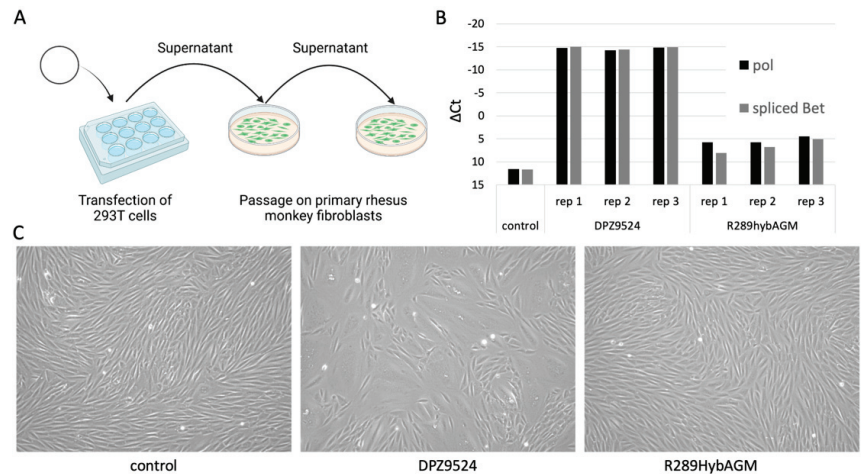 A
Supernatant
Supernatant
Transfection of
293T cells
Passage on primary rhesus
monkey fibroblasts
B
ΔCt
-20
-15
-10
-5
0
5
10
15
pol
spliced Bet
rep 1 rep 2 rep 3 rep 1 rep 2 rep 3
control DPZ9524 R289hybAGM
C
control DPZ9524 R289HybAGM